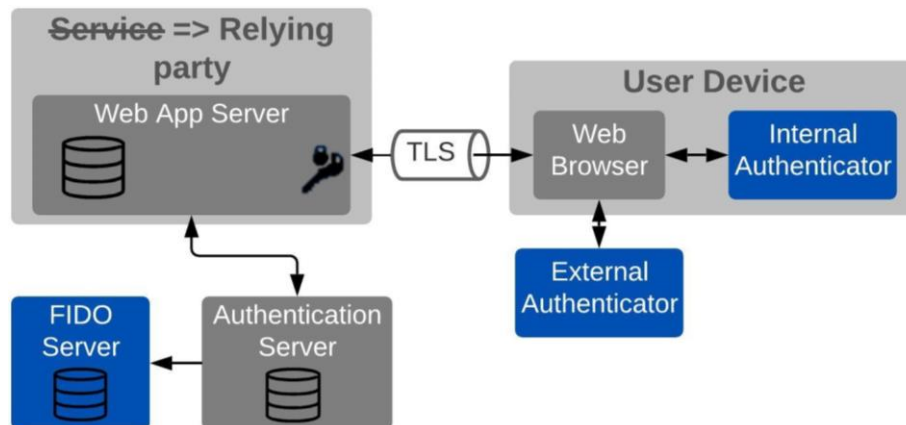 Service => Relying
party
Web App Server
TLS
User Device
Web
Browser
Internal
Authenticator
External
Authenticator
FIDO
Server
Authentication
Server